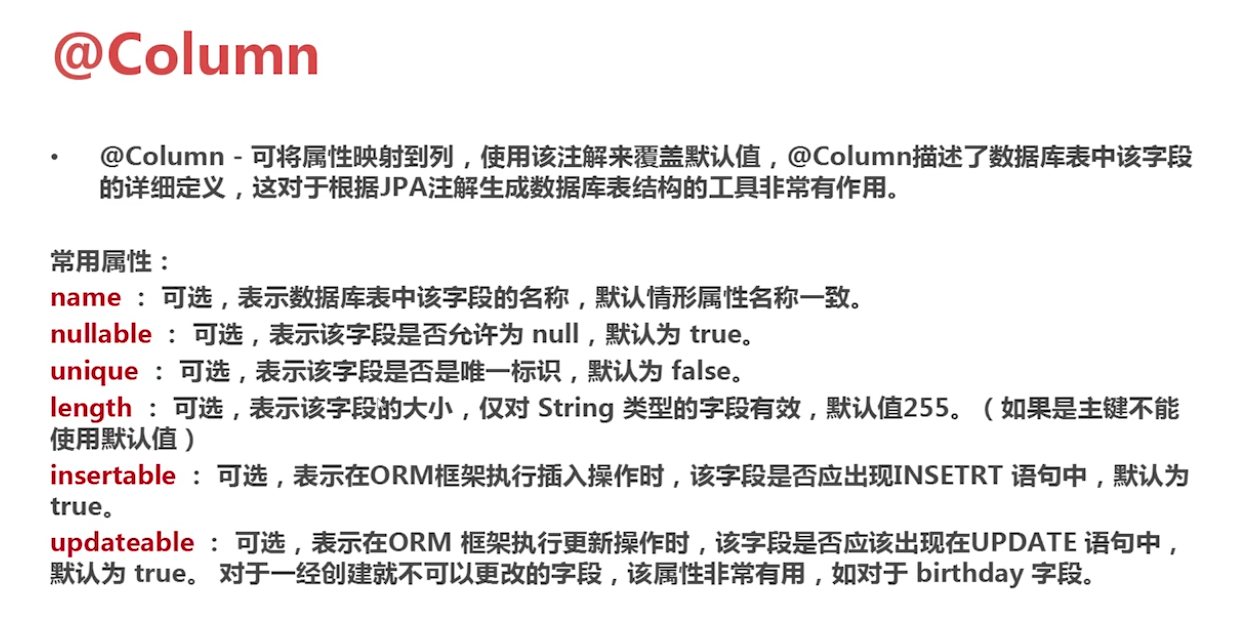 @Column
• @Column - 可将属性映射到列，使用该注解来覆盖默认值，@Column描述了数据库表中该字段
的详细定义，这对于根据JPA注解生成数据库表结构的工具非常有作用。
常用属性：
name ： 可选，表示数据库表中该字段的名称，默认情形属性名称一致。
nullable ： 可选，表示该字段是否允许为 null，默认为 true。
unique ： 可选，表示该字段是否是唯一标识，默认为 false。
length ： 可选，表示该字段的大小，仅对 String 类型的字段有效，默认值255。（如果是主键不能
使用默认值）
insertable ： 可选，表示在ORM框架执行插入操作时，该字段是否应出现INSETRT 语句中，默认为
true。
updateable ： 可选，表示在ORM 框架执行更新操作时，该字段是否应该出现在UPDATE 语句中，
默认为 true。 对于一经创建就不可以更改的字段，该属性非常有用，如对于 birthday 字段。